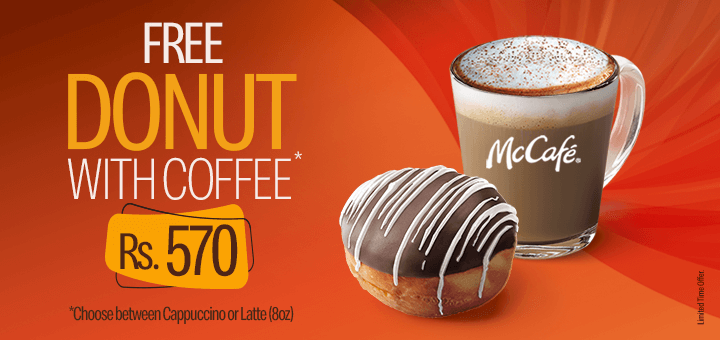 FREE
DONUT
WITH COFFEE*
Rs. 570
*Choose between Cappuccino or Latte (8oz)
McCafé®
Limited Time Offer.